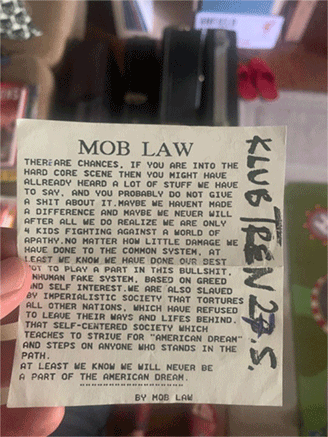 MOB LAW
THERE ARE CHANCES, IF YOU ARE INTO THE
HARD CORE SCENE THEN YOU MIGHT HAVE
ALLREADY HEARD A LOT OF STUFF WE HAVE
TO SAY, AND YOU PROBABLY DO NOT GIVE
A SHIT ABOUT IT.MAYBE WE HAVENT MADE
A DIFFERENCE AND MAYBE WE NEVER WILL
AFTER ALL WE DO REALIZE WE ARE ONLY
4 KIDS FIGHTING AGAINST A WORLD OF
APATHY.NO MATTER HOW LITTLE DAMAGE WE
HAVE DONE TO THE COMMON SYSTEM, AT
LEAST WE KNOW WE HAVE DONE OUR BEST
NOT TO PLAY A PART IN THIS BULLSHIT,
INHUMAN FAKE SYSTEM, BASED ON GREED
AND SELF INTEREST.WE ARE ALSO SLAVED
BY IMPERIALISTIC SOCIETY THAT TORTURES
ALL OTHER NATIONS, WHICH HAVE REFUSED
TO LEAVE THEIR WAYS AND LIFES BEHIND.
THAT SELF-CENTERED SOCIETY WHICH
TEACHES TO STRIVE FOR "AMERICAN DREAM"
AND STEPS ON ANYONE WHO STANDS IN THE
PATH.
AT LEAST WE KNOW WE WILL NEVER BE
A PART OF THE AMERICAN DREAM.
BY MOB LAW
KLUB